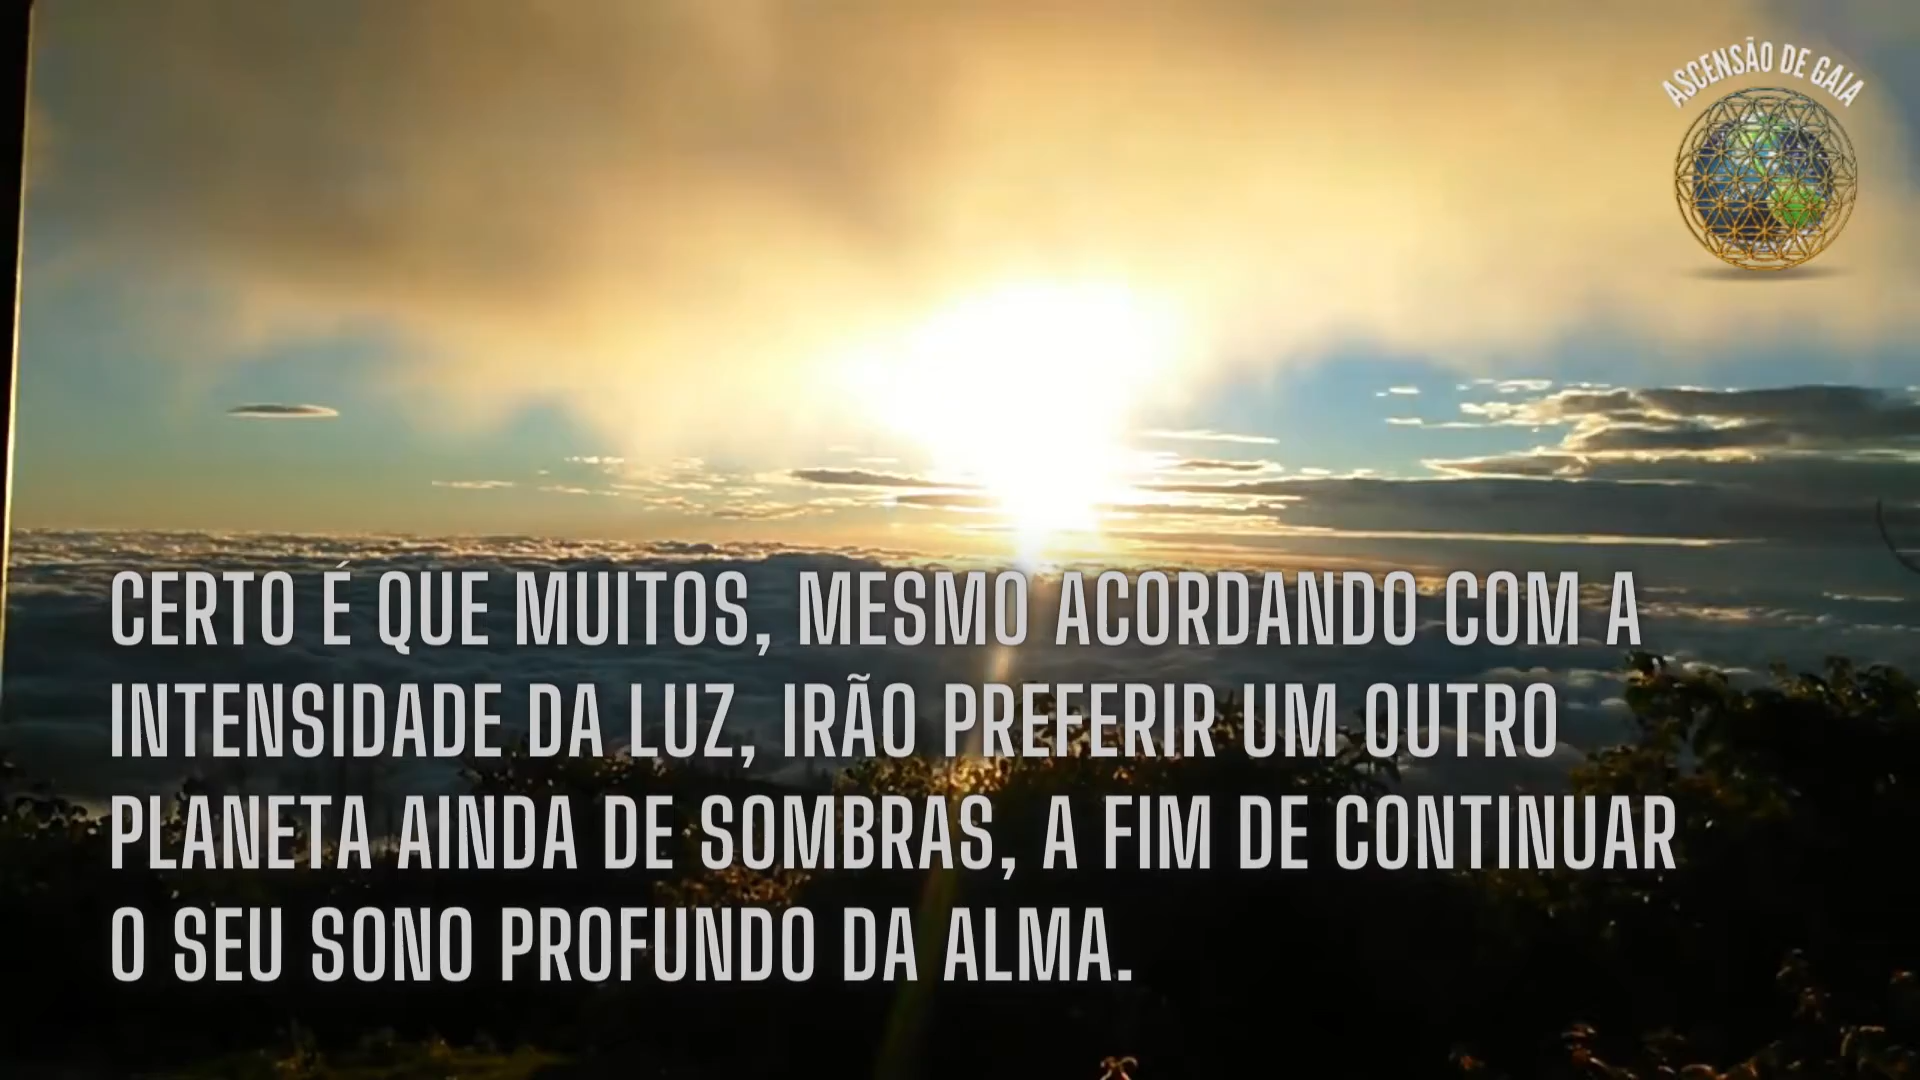 ASCENSÃO DE GAIA
CERTO É QUE MUITOS, MESMO ACORDANDO COM A
INTENSIDADE DA LUZ, IRÃO PREFERIR UM OUTRO
PLANETA AINDA DE SOMBRAS, A FIM DE CONTINUAR
O SEU SONO PROFUNDO DA ALMA.